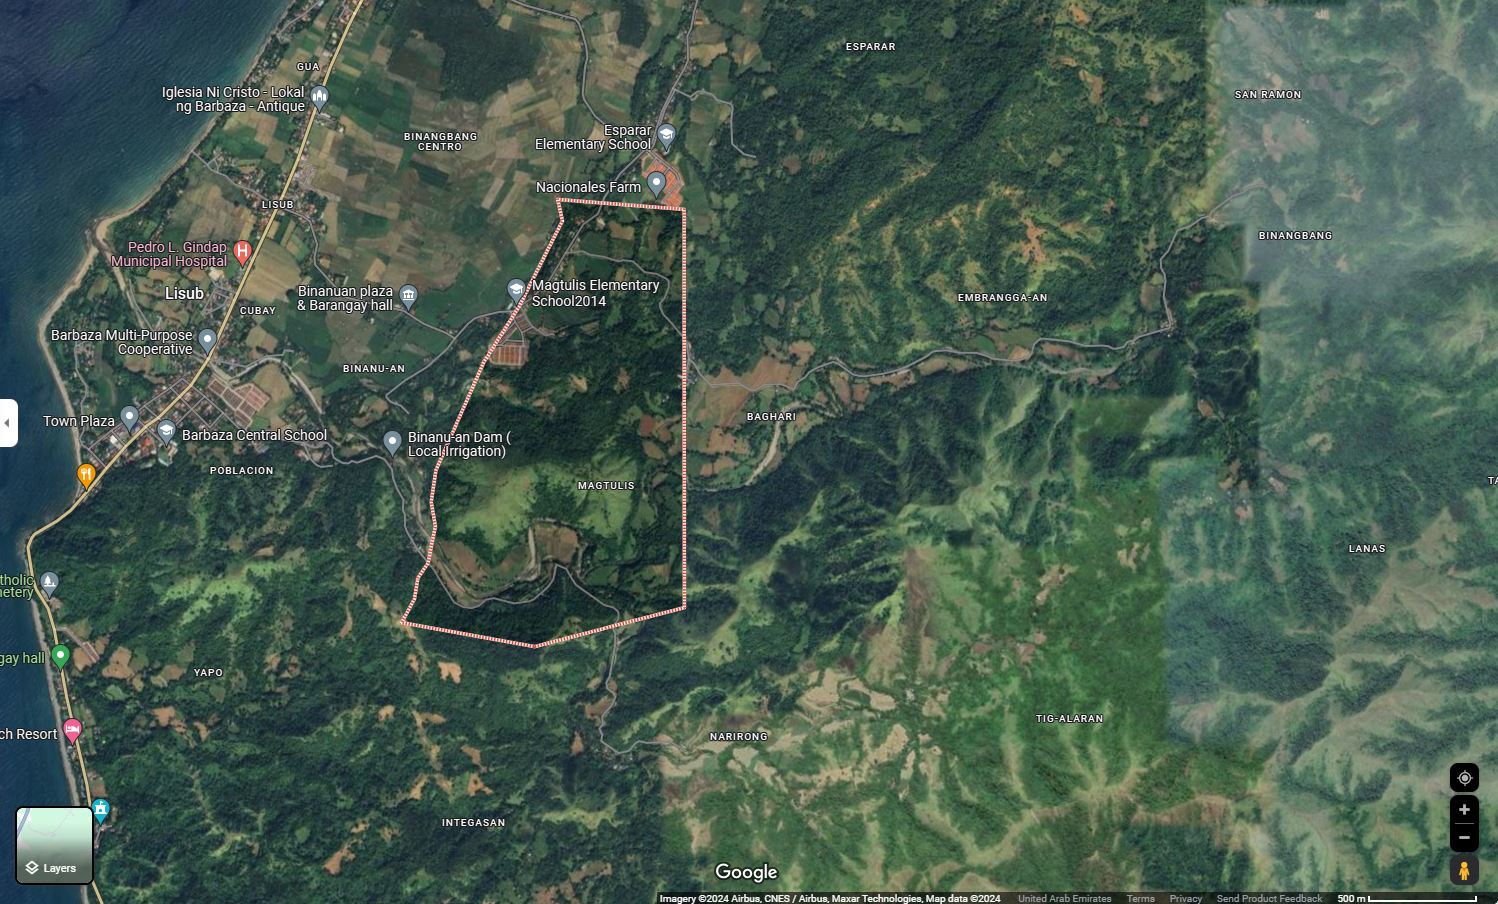 ESPARAR
GUA
SAN RAMON
Iglesia Ni Cristo - Lokal
ng Barbaza - Antique
BINANGBANG
CENTRO
Esparar
Elementary School
Nacionales Farm
LISUB
BINANGBANG
Pedro L. Gindap
Municipal Hospital
Lisub
Binanuan plaza
& Barangay hall
Magtulis Elementary
School2014
EMBRANGGA-AN
CUBAY
Barbaza Multi-Purpose
Cooperative
BINANU-AN
BAGHARI
Town Plaza
Barbaza Central School
Binanu-an Dam (
Local Irrigation)
POBLACION
MAGTULIS
TA
LANAS
tholic
netery
gay hall
YAPO
TIG-ALARAN
ch Resort
NARIRONG
INTEGASAN
Layers
Google
Imagery ©2024 Airbus, CNES / Airbus, Maxar Technologies, Map data ©2024 United Arab Emirates Terms Privacy Send Product Feedback 500 m